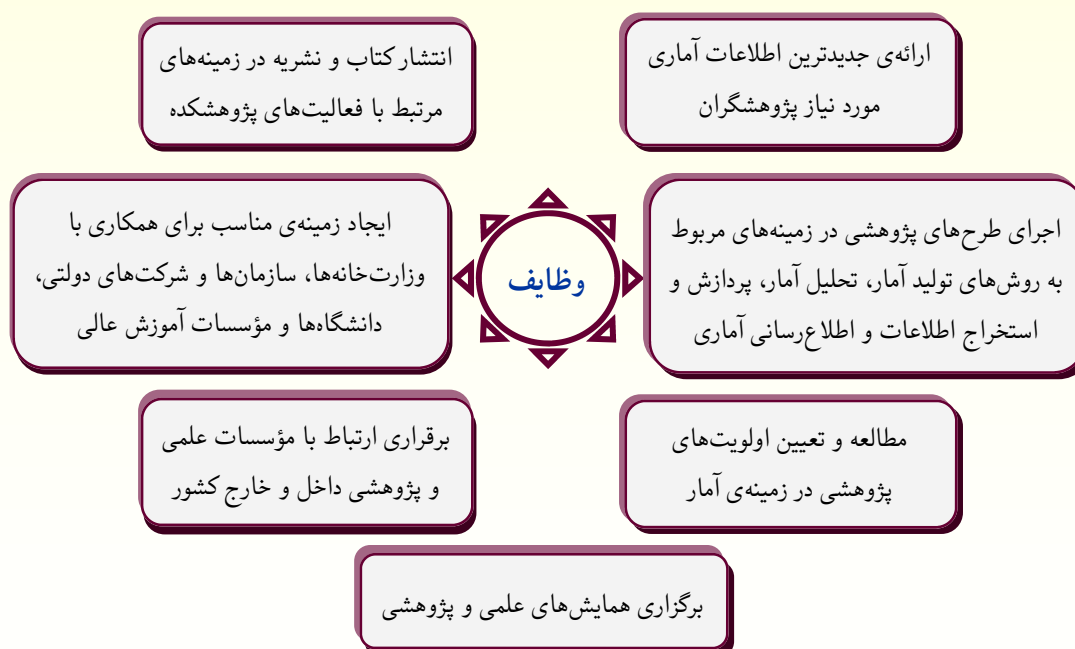 ارائه‌ی جدیدترین اطلاعات آماری
مورد نیاز پژوهشگران
انتشار کتاب و نشریه در زمینه‌های
مرتبط با فعالیت‌های پژوهشکده
اجرای طرح‌های پژوهشی در زمینه‌های مربوط
به روش‌های تولید آمار، تحلیل آمار، پردازش و
استخراج اطلاعات و اطلاع‌رسانی آماری
وظایف
ایجاد زمینه‌ی مناسب برای همکاری با
وزارت‌خانه‌ها، سازمان‌ها و شرکت‌های دولتی،
دانشگاه‌ها و مؤسسات آموزش عالی
مطالعه و تعیین اولویت‌های
پژوهشی در زمینه‌ی آمار
برقراری ارتباط با مؤسسات علمی
و پژوهشی داخل و خارج کشور
برگزاری همایش‌های علمی و پژوهشی